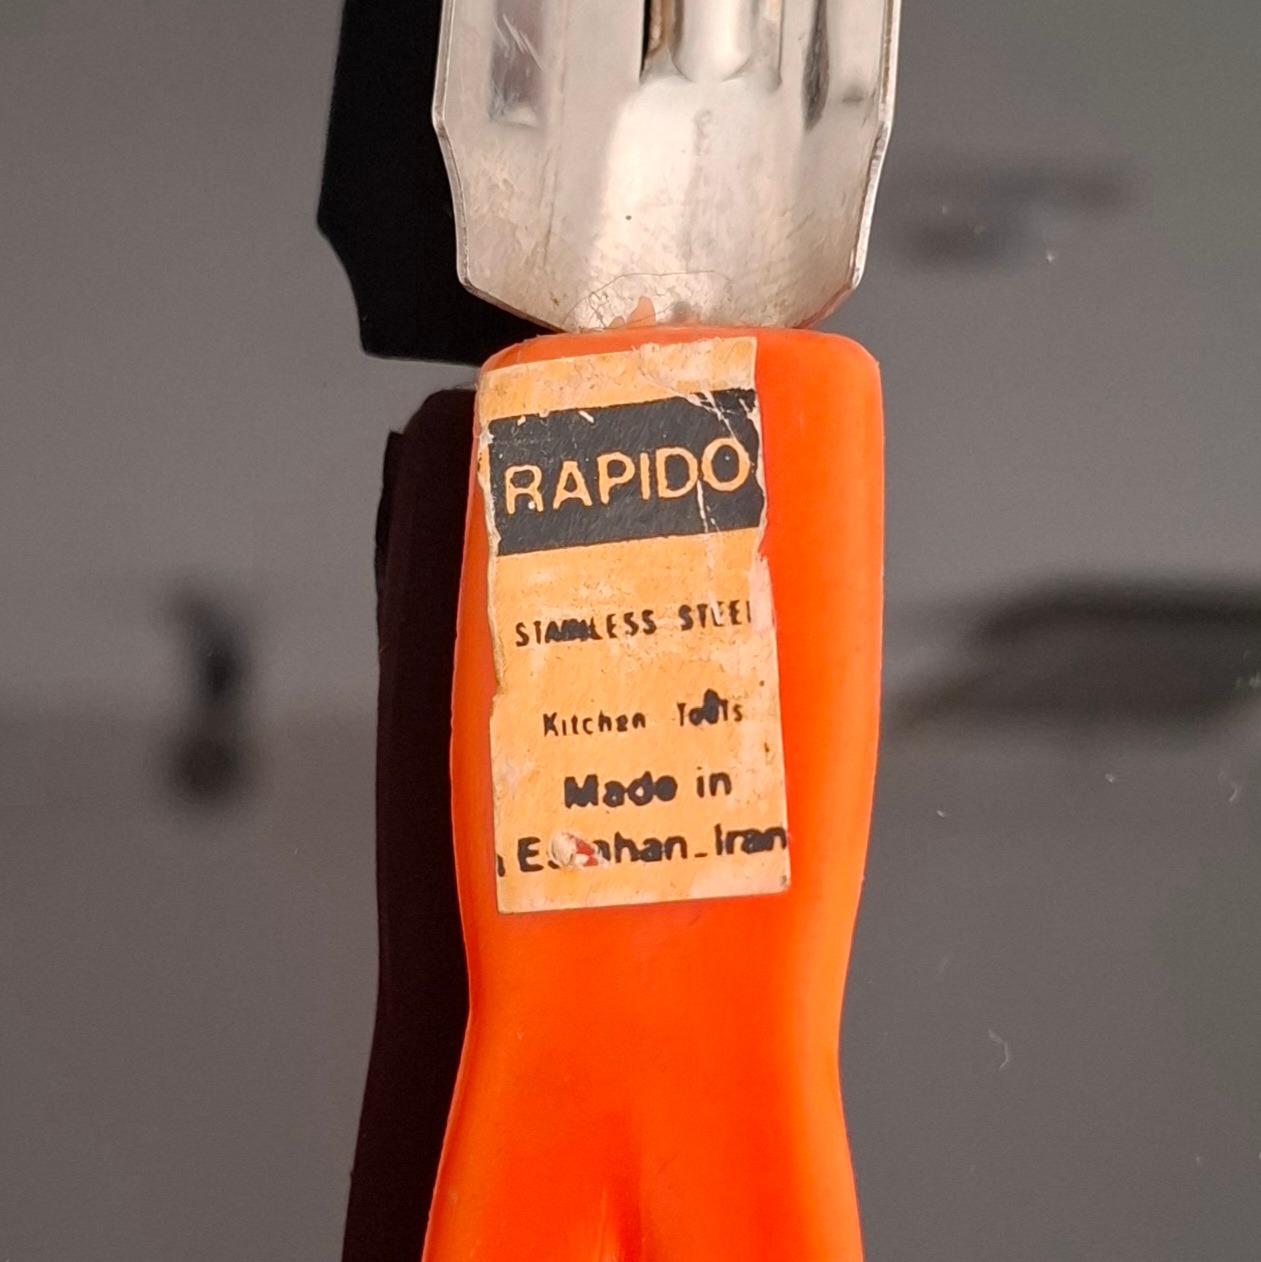 RAPIDO
STAINLESS STEEL
Kitchen Tools
Made in
Esfahan_Iran